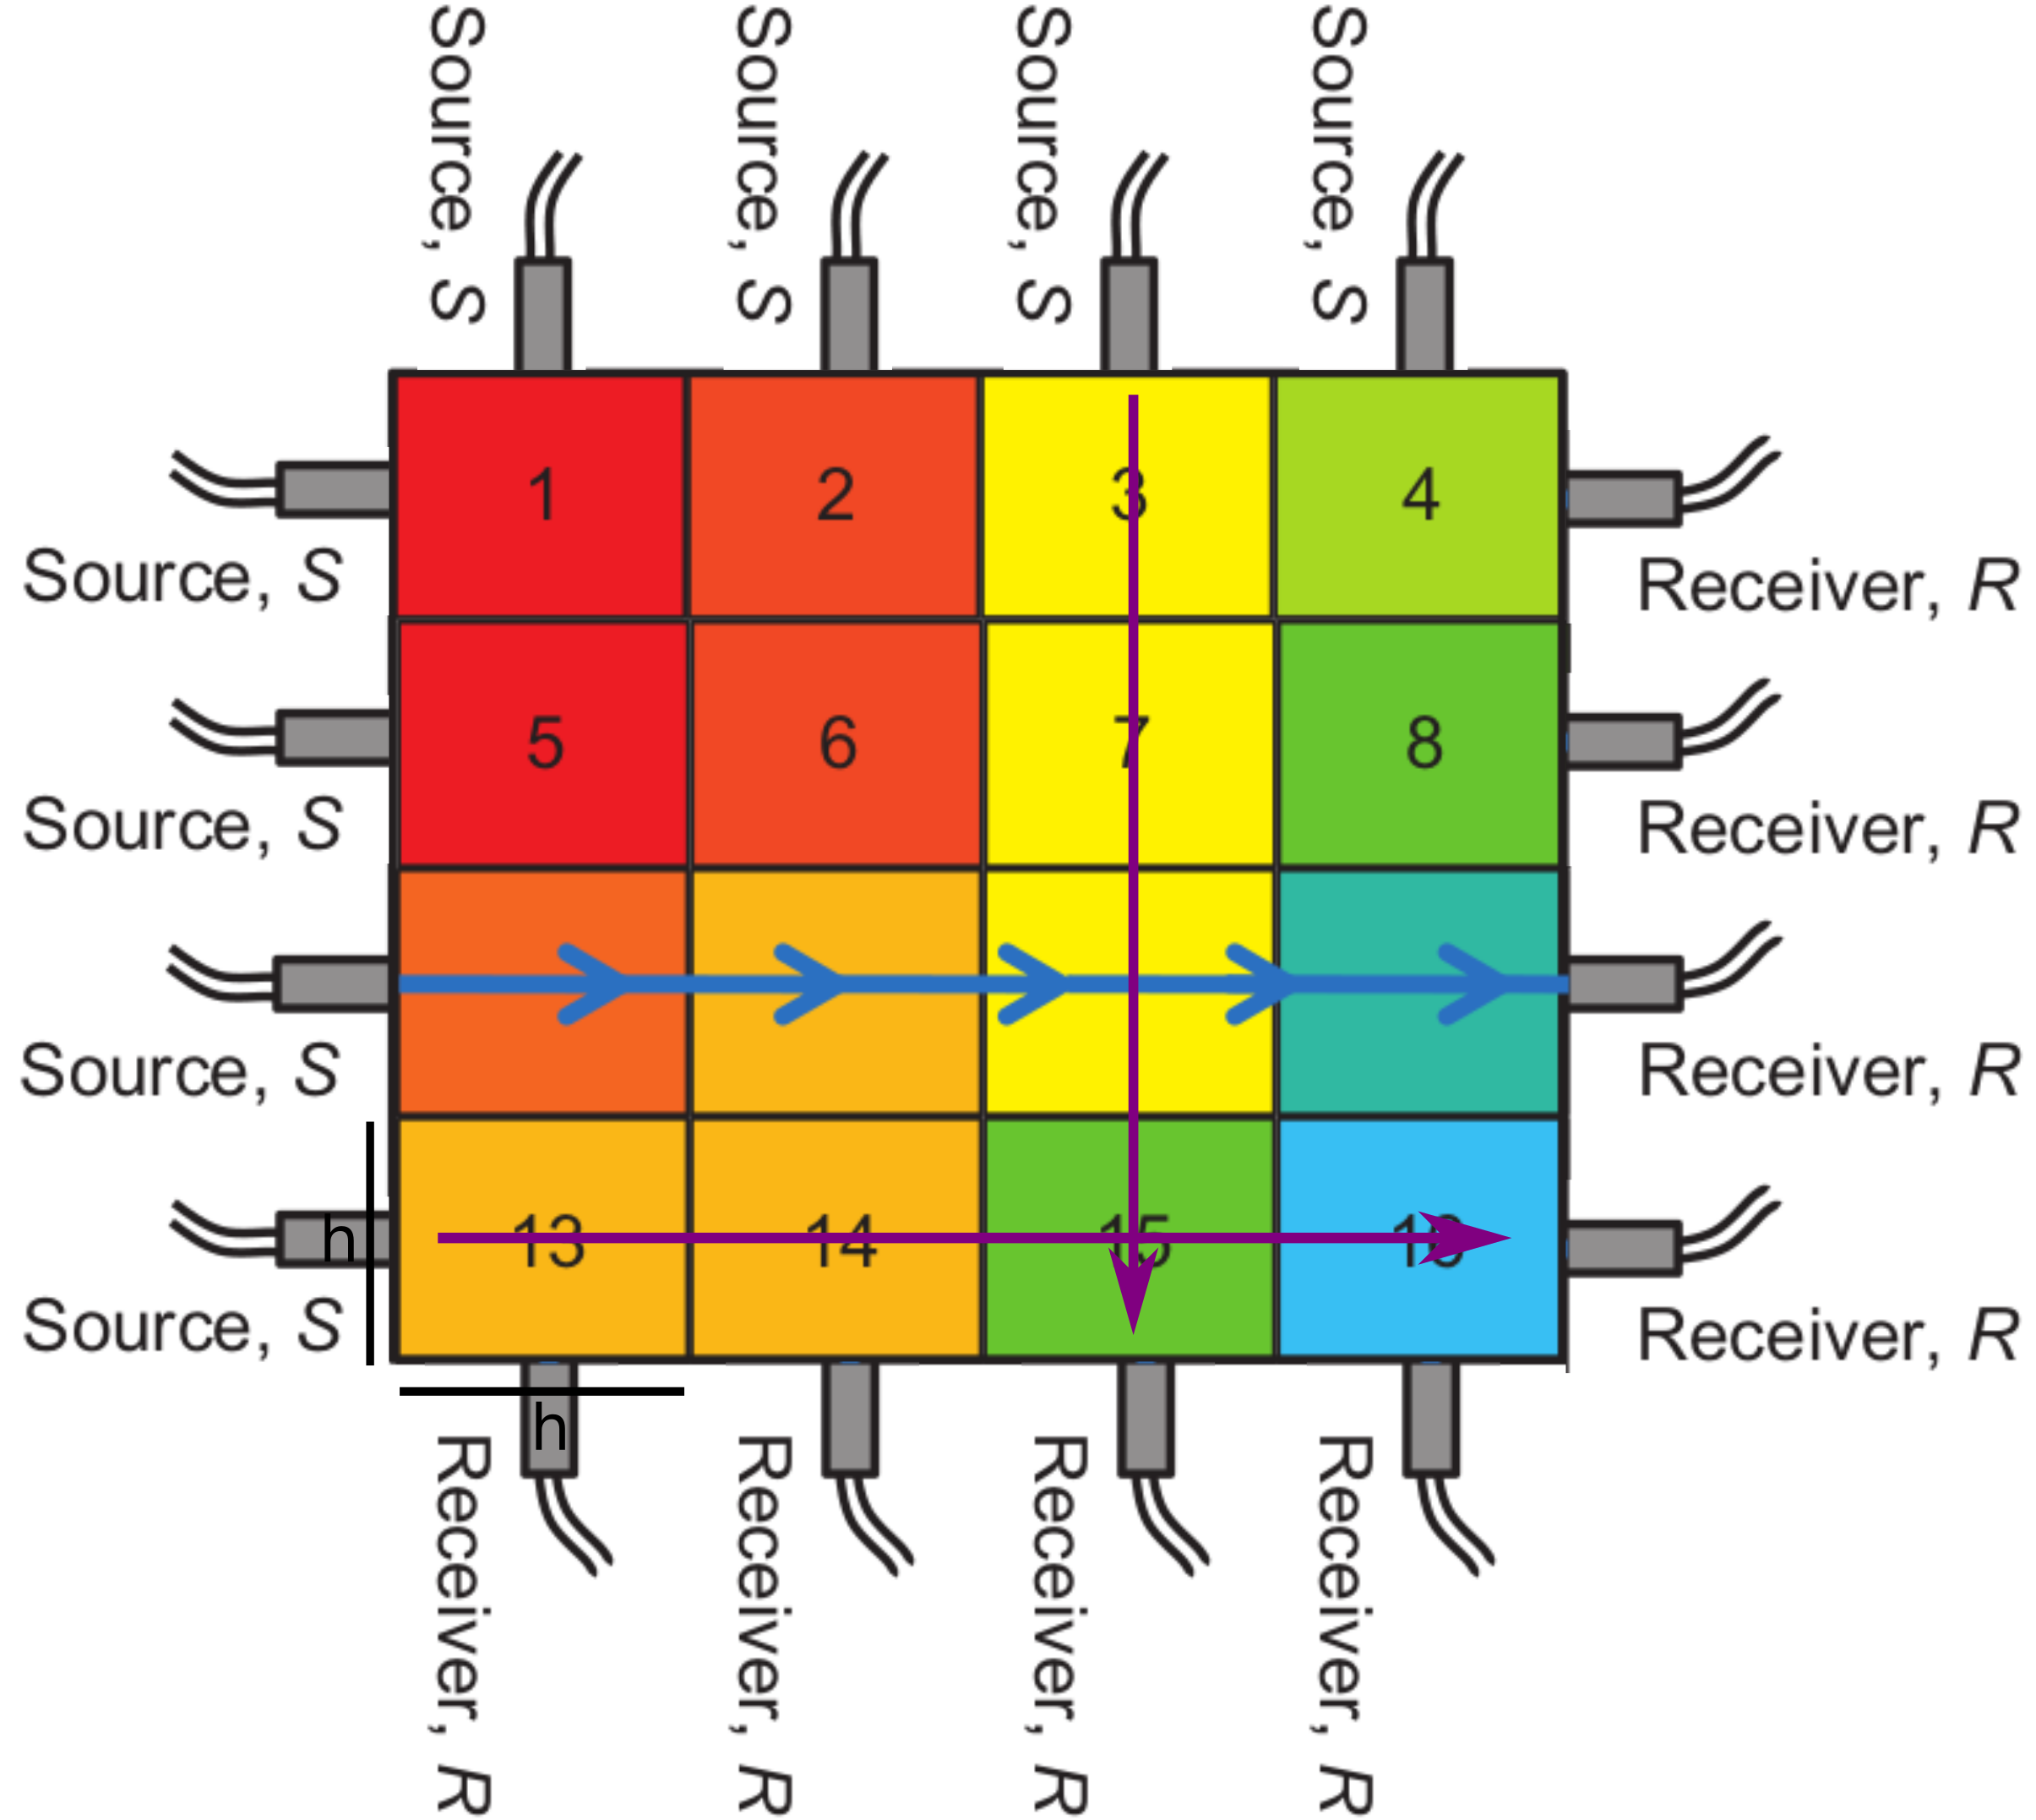 Source, S
Source, S
Source, S
Source, S
1
2
3
4
Source, S
Receiver, R
5
6
7
8
Source, S
Receiver, R
Source, S
Receiver, R
13
14
15
16
h
Source, S
Receiver, R
h
Receiver, R
Receiver, R
Receiver, R
Receiver, R